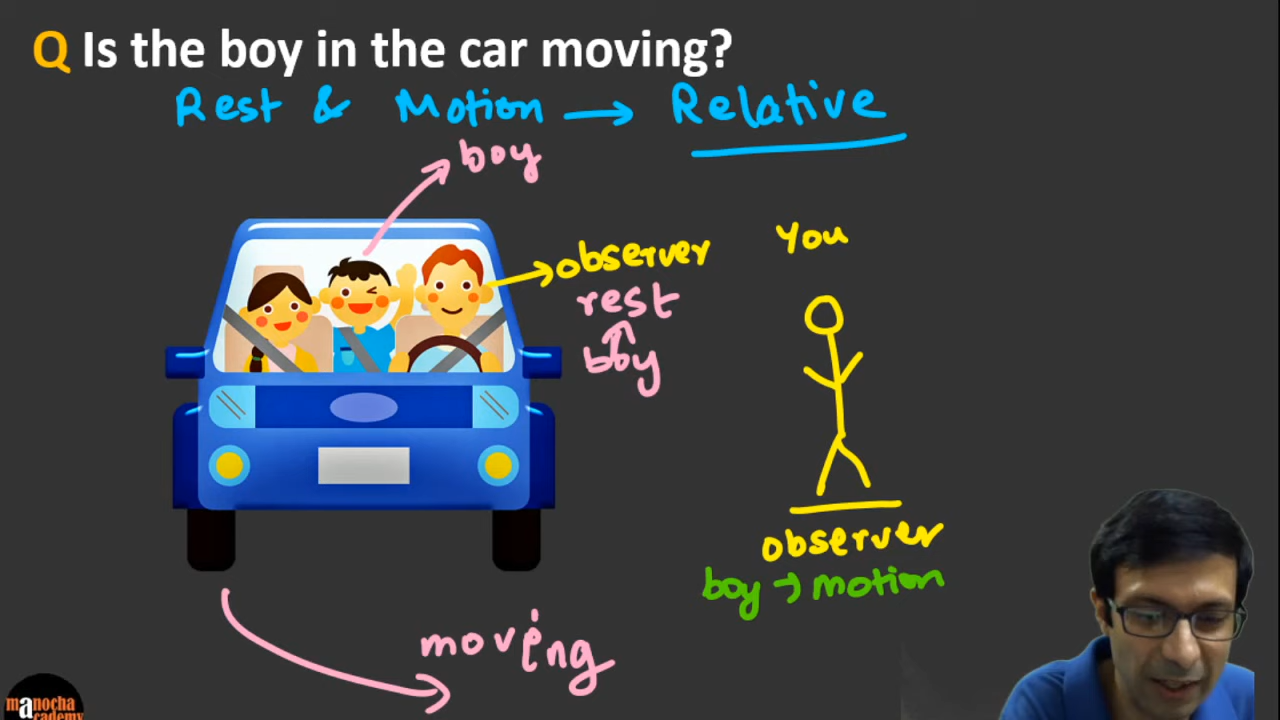 Q Is the boy in the car moving?
Rest & Motion → Relative
boy
observer
rest
boy
You
observer
boy → motion
moving
manocha
academy